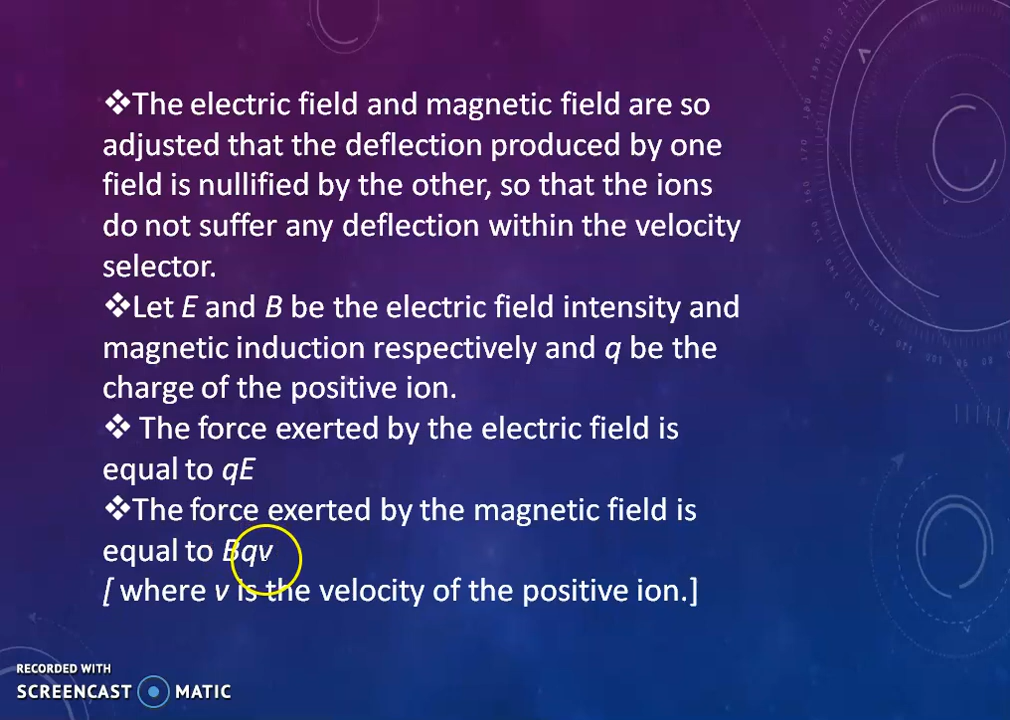 ❖The electric field and magnetic field are so
adjusted that the deflection produced by one
field is nullified by the other, so that the ions
do not suffer any deflection within the velocity
selector.
❖Let E and B be the electric field intensity and
magnetic induction respectively and q be the
charge of the positive ion.
❖ The force exerted by the electric field is
equal to qE
❖The force exerted by the magnetic field is
equal to Bqv
[ where v is the velocity of the positive ion.]
RECORDED WITH
SCREENCAST MATIC